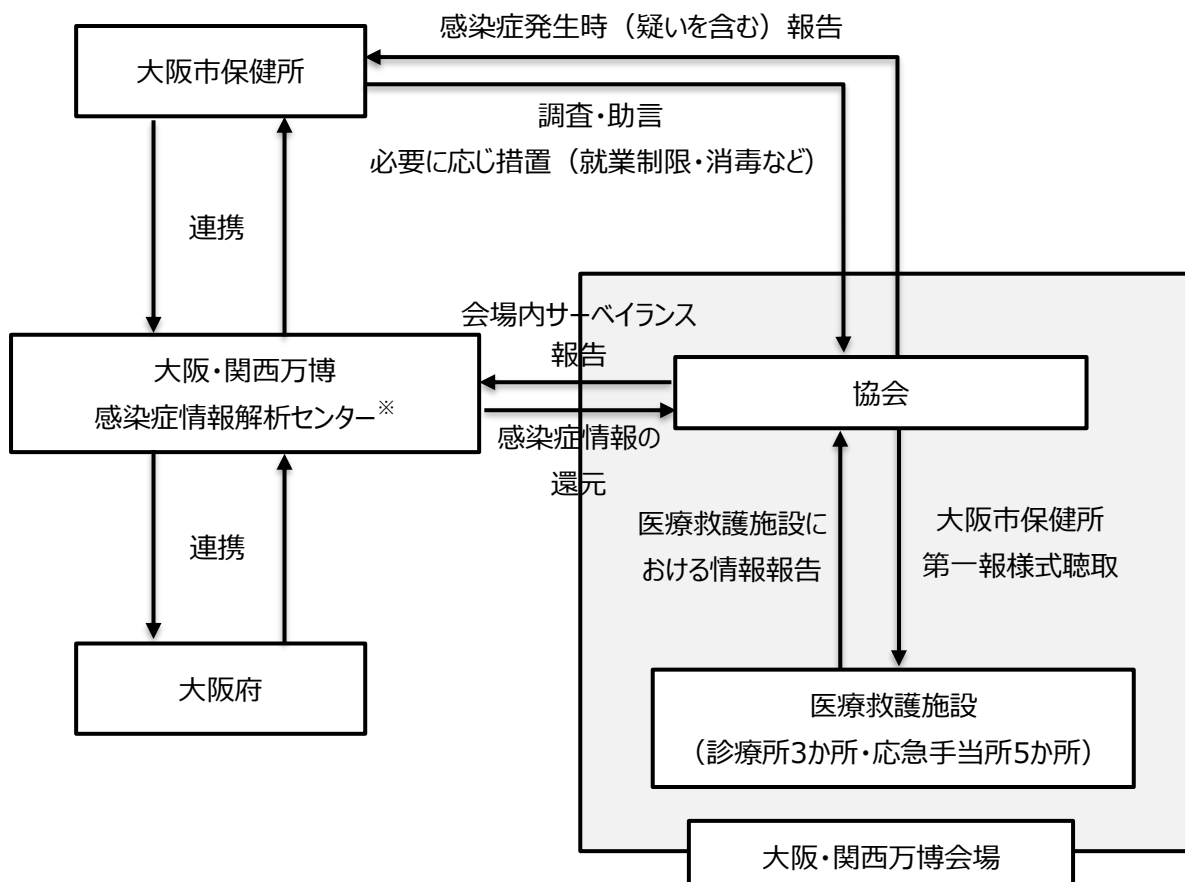 感染症発生時（疑いを含む）報告
大阪市保健所
調査・助言
必要に応じ措置（就業制限・消毒など）
連携
会場内サーベイランス
報告
大阪・関西万博
感染症情報解析センター※
協会
感染症情報の
還元
連携
医療救護施設に
おける情報報告
大阪市保健所
第一報様式聴取
大阪府
医療救護施設
（診療所3か所・応急手当所5か所）
大阪・関西万博会場